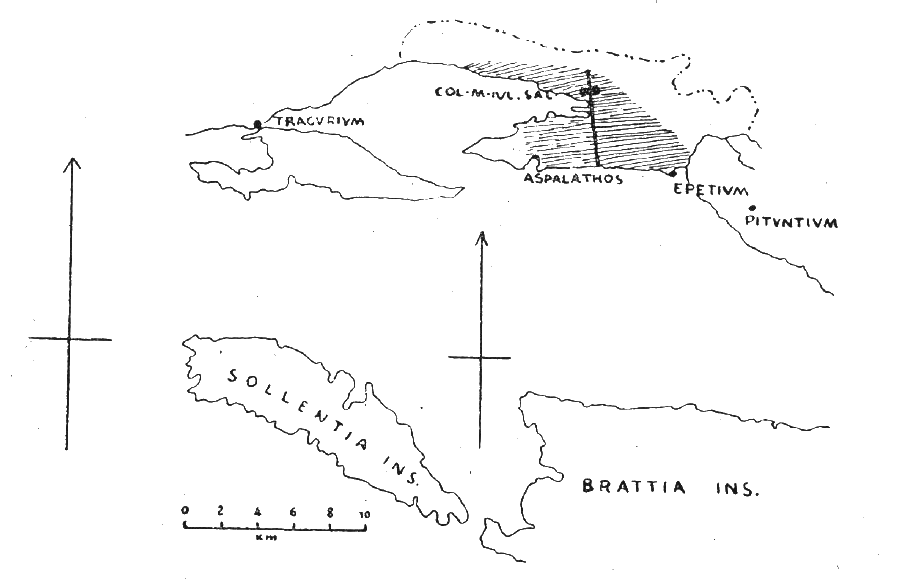 COL·M·IVL. SAL
TRAGVRIVM
ASPALATHOS
EPETIVM
PITVNTIVM
SOLLENTIA INS.
BRATTIA INS.
0 2 4 6 8 10
KM